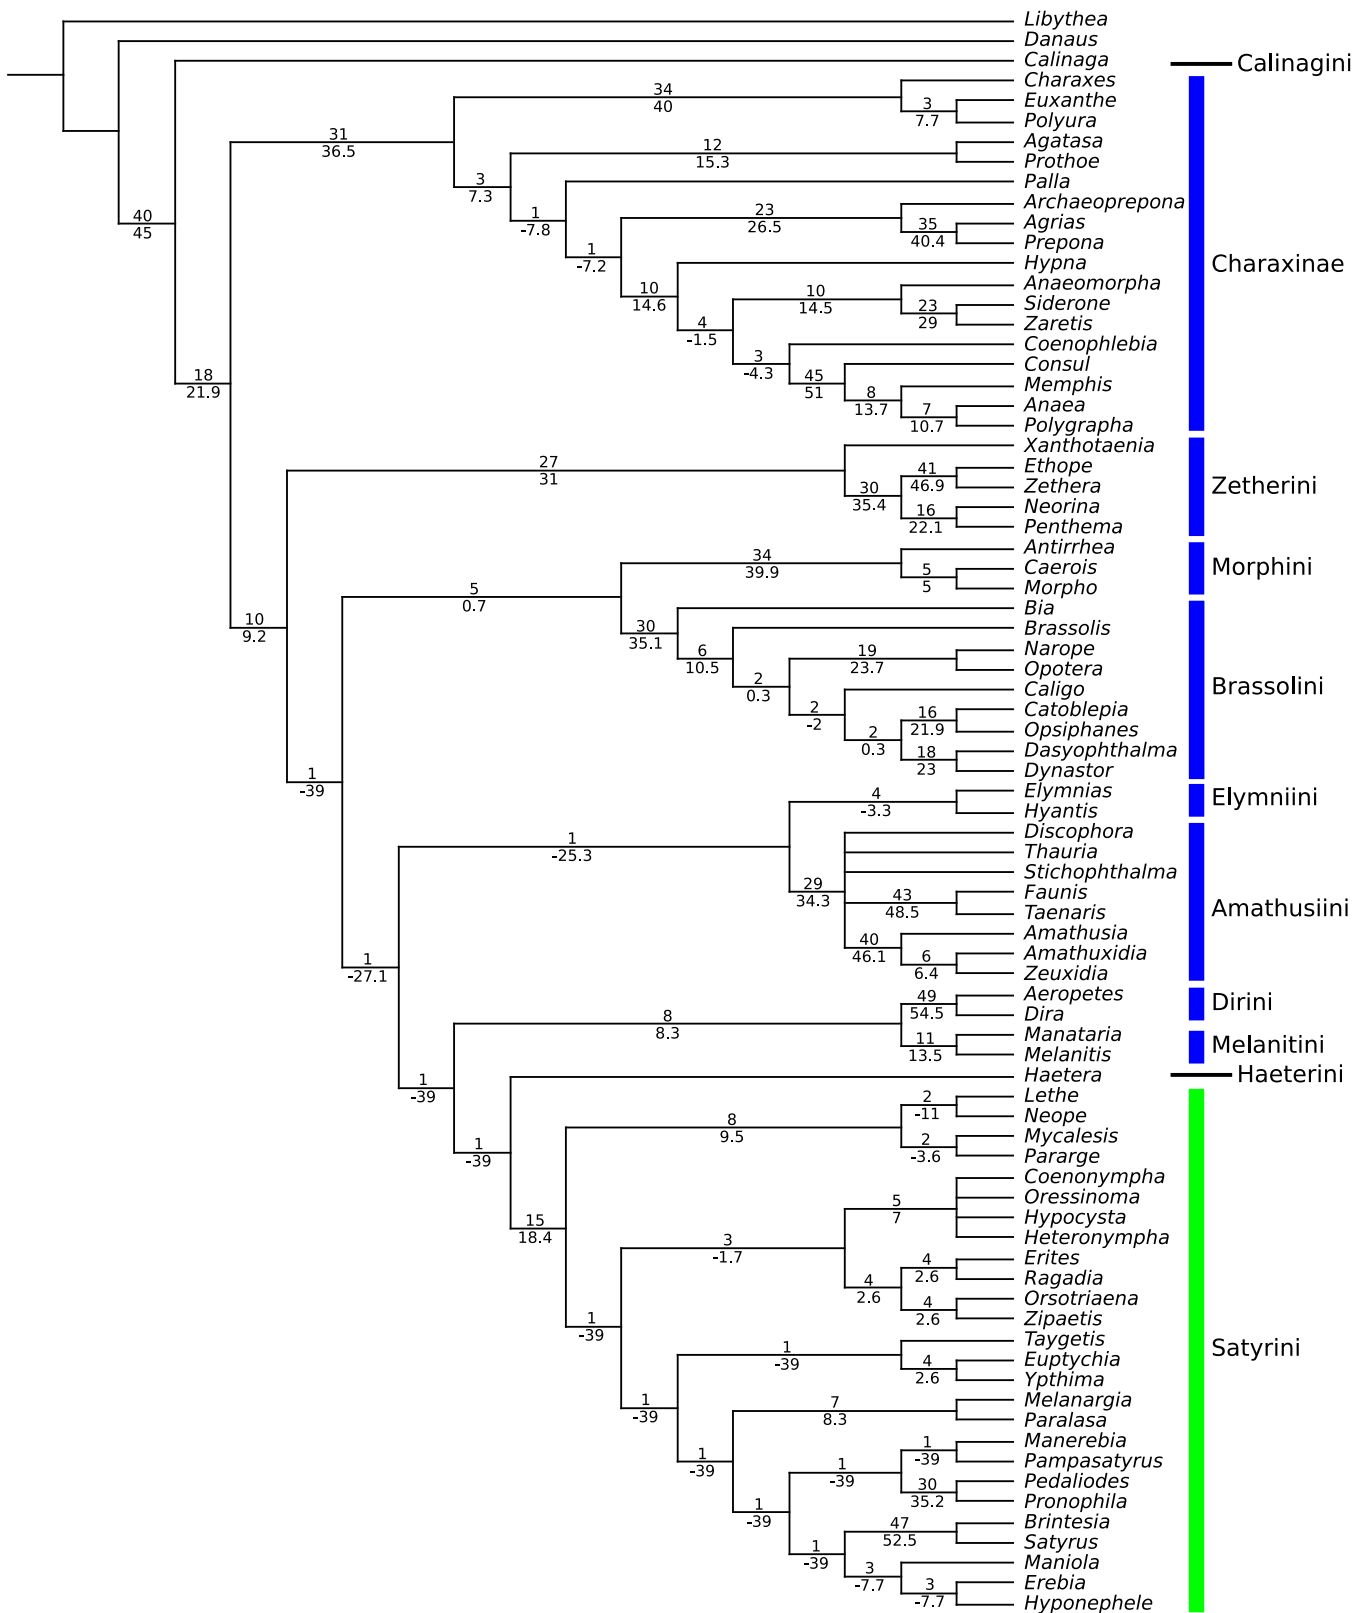 Libythea
Danaus
Calinaga
Calinagini
Charaxes
34
40
3
7.7
Euxanthe
Polyura
31
36.5
Agatasa
12
15.3
Prothoe
3
7.3
Palla
1
-7.8
Archaeoprepona
23
26.5
Agrias
35
40.4
Prepona
40
45
1
-7.2
Hypna
Charaxinae
10
14.6
Anaeomorpha
10
14.5
Siderone
23
29
Zaretis
4
-1.5
Coenophlebia
3
-4.3
Consul
18
21.9
45
51
Memphis
8
13.7
Anaea
7
10.7
Polygrapha
Xanthotaenia
27
31
Ethope
41
46.9
Zethera
30
35.4
Zetherini
Neorina
16
22.1
Penthema
Antirrhea
34
39.9
Caerois
5
5
Morpho
Morphini
5
0.7
Bia
10
9.2
30
35.1
Brassolis
6
10.5
Narope
19
23.7
Opotera
2
0.3
Caligo
Brassolini
2
-2
Catoblepia
16
21.9
Opsiphanes
2
0.3
Dasyophthalma
18
23
Dynastor
1
-39
Elymnias
4
-3.3
Hyantis
Elymniini
Discophora
1
-25.3
Thauria
Stichophthalma
29
34.3
Faunis
43
48.5
Taenaris
Amathusiini
Amathusia
40
46.1
Amathuxidia
6
6.4
Zeuxidia
1
-27.1
Aeropetes
49
54.5
Dira
Dirini
8
8.3
Manataria
11
13.5
Melanitis
Melanitini
Haetera
Haeterini
1
-39
Lethe
2
-11
Neope
8
9.5
Mycalesis
2
-3.6
Pararge
1
-39
Coenonympha
Oressinoma
5
7
Hypocysta
Heteronympha
15
18.4
3
-1.7
Erites
4
2.6
Ragadia
4
2.6
Orsotriaena
4
2.6
Zipaetis
1
-39
Taygetis
Satyrini
1
-39
Euptychia
4
2.6
Ypthima
1
-39
Melanargia
7
8.3
Paralasa
1
-39
Manerebia
1
-39
Pampasatyrus
1
-39
Pedaliodes
30
35.2
Pronophila
1
-39
Brintesia
47
52.5
Satyrus
1
-39
Maniola
3
-7.7
Erebia
3
-7.7
Hyponephele